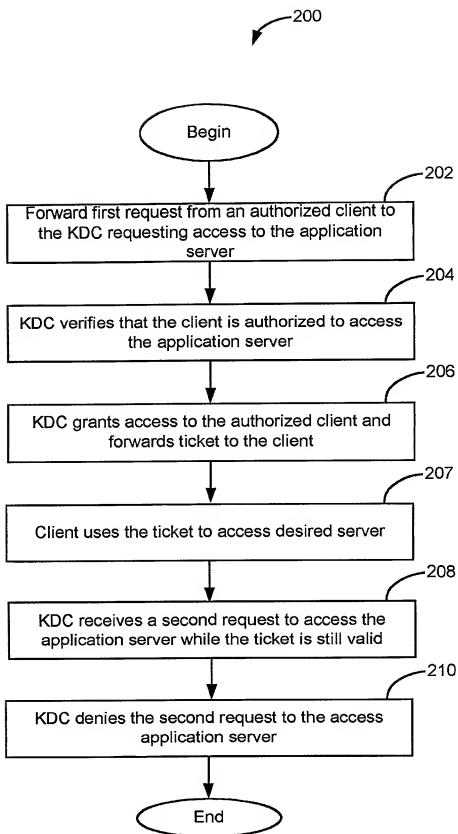 200
Begin
202
Forward first request from an authorized client to
the KDC requesting access to the application
server
204
KDC verifies that the client is authorized to access
the application server
206
KDC grants access to the authorized client and
forwards ticket to the client
207
Client uses the ticket to access desired server
208
KDC receives a second request to access the
application server while the ticket is still valid
210
KDC denies the second request to the access
application server
End